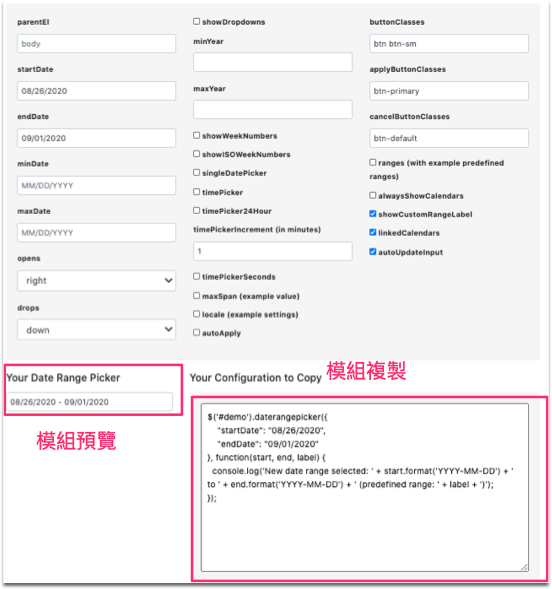 parentEl
body
startDate
08/26/2020
endDate
09/01/2020
minDate
MM/DD/YYYY
maxDate
MM/DD/YYYY
opens
right
drops
down
showDropdowns
minYear
maxYear
showWeekNumbers
showISOWeekNumbers
singleDatePicker
timePicker
timePicker24Hour
timePickerIncrement (in minutes)
1
timePickerSeconds
maxSpan (example value)
locale (example settings)
autoApply
buttonClasses
btn btn-sm
applyButtonClasses
btn-primary
cancelButtonClasses
btn-default
ranges (with example predefined
ranges)
alwaysShowCalendars
showCustomRangeLabel
linkedCalendars
autoUpdateInput
Your Date Range Picker
08/26/2020 - 09/01/2020
模組預覽
Your Configuration to Copy
模組複製
$('#demo').daterangepicker({
"startDate": "08/26/2020",
"endDate": "09/01/2020"
}, function(start, end, label) {
console.log('New date range selected: ' + start.format('YYYY-MM-DD') + '
to ' + end.format('YYYY-MM-DD') + ' (predefined range: ' + label + ')');
});